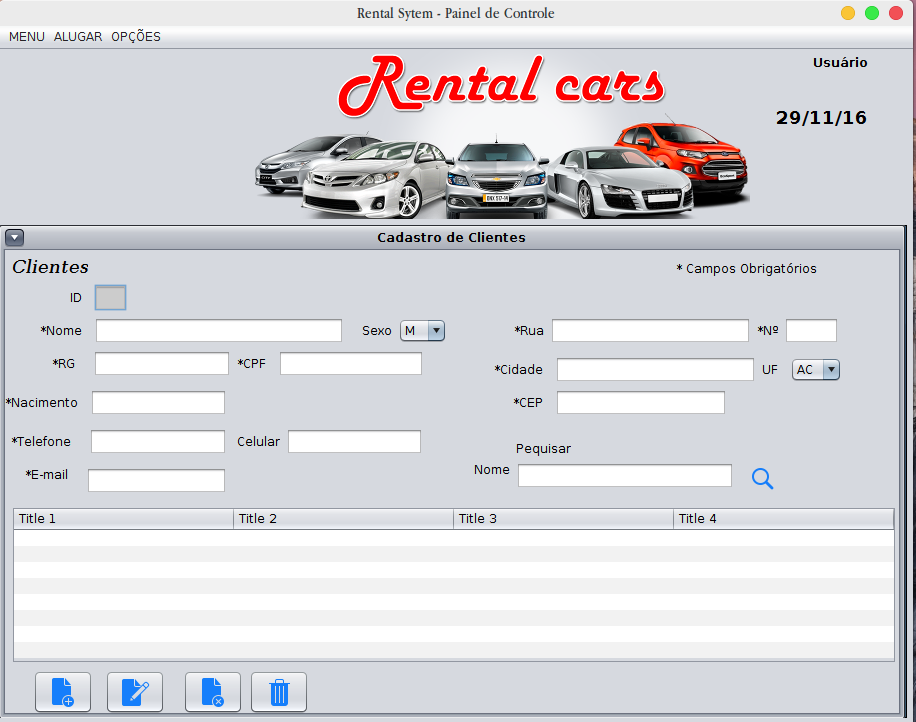 Rental Sytem - Painel de Controle
MENU ALUGAR OPÇÕES
Rental cars
Usuário
29/11/16
Cadastro de Clientes
Clientes
* Campos Obrigatórios
ID
*Nome Sexo M *Rua *Nº
*RG *CPF *Cidade UF AC
*Nacimento *CEP
*Telefone Celular Pequisar
*E-mail Nome
Title 1 Title 2 Title 3 Title 4